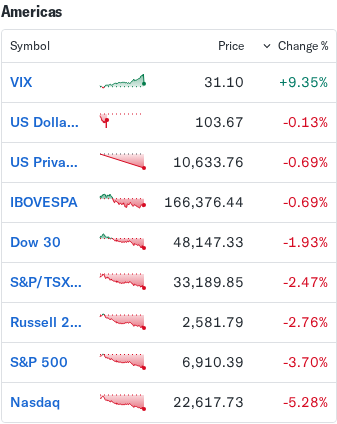 Americas
Symbol Price Change %
VIX 31.10 +9.35%
US Dolla... 103.67 -0.13%
US Priva... 10,633.76 -0.69%
IBOVESPA 166,376.44 -0.69%
Dow 30 48,147.33 -1.93%
S&P/TSX... 33,189.85 -2.47%
Russell 2... 2,581.79 -2.76%
S&P 500 6,910.39 -3.70%
Nasdaq 22,617.73 -5.28%